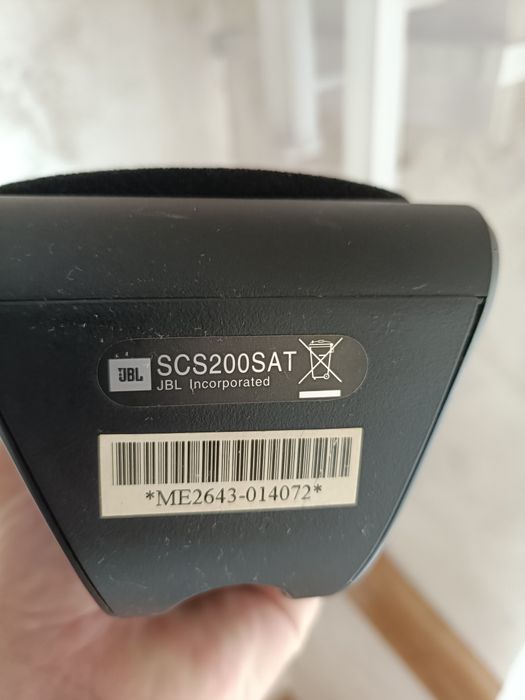 JBL SCS200SAT
JBL Incorporated
*ME2643-014072*